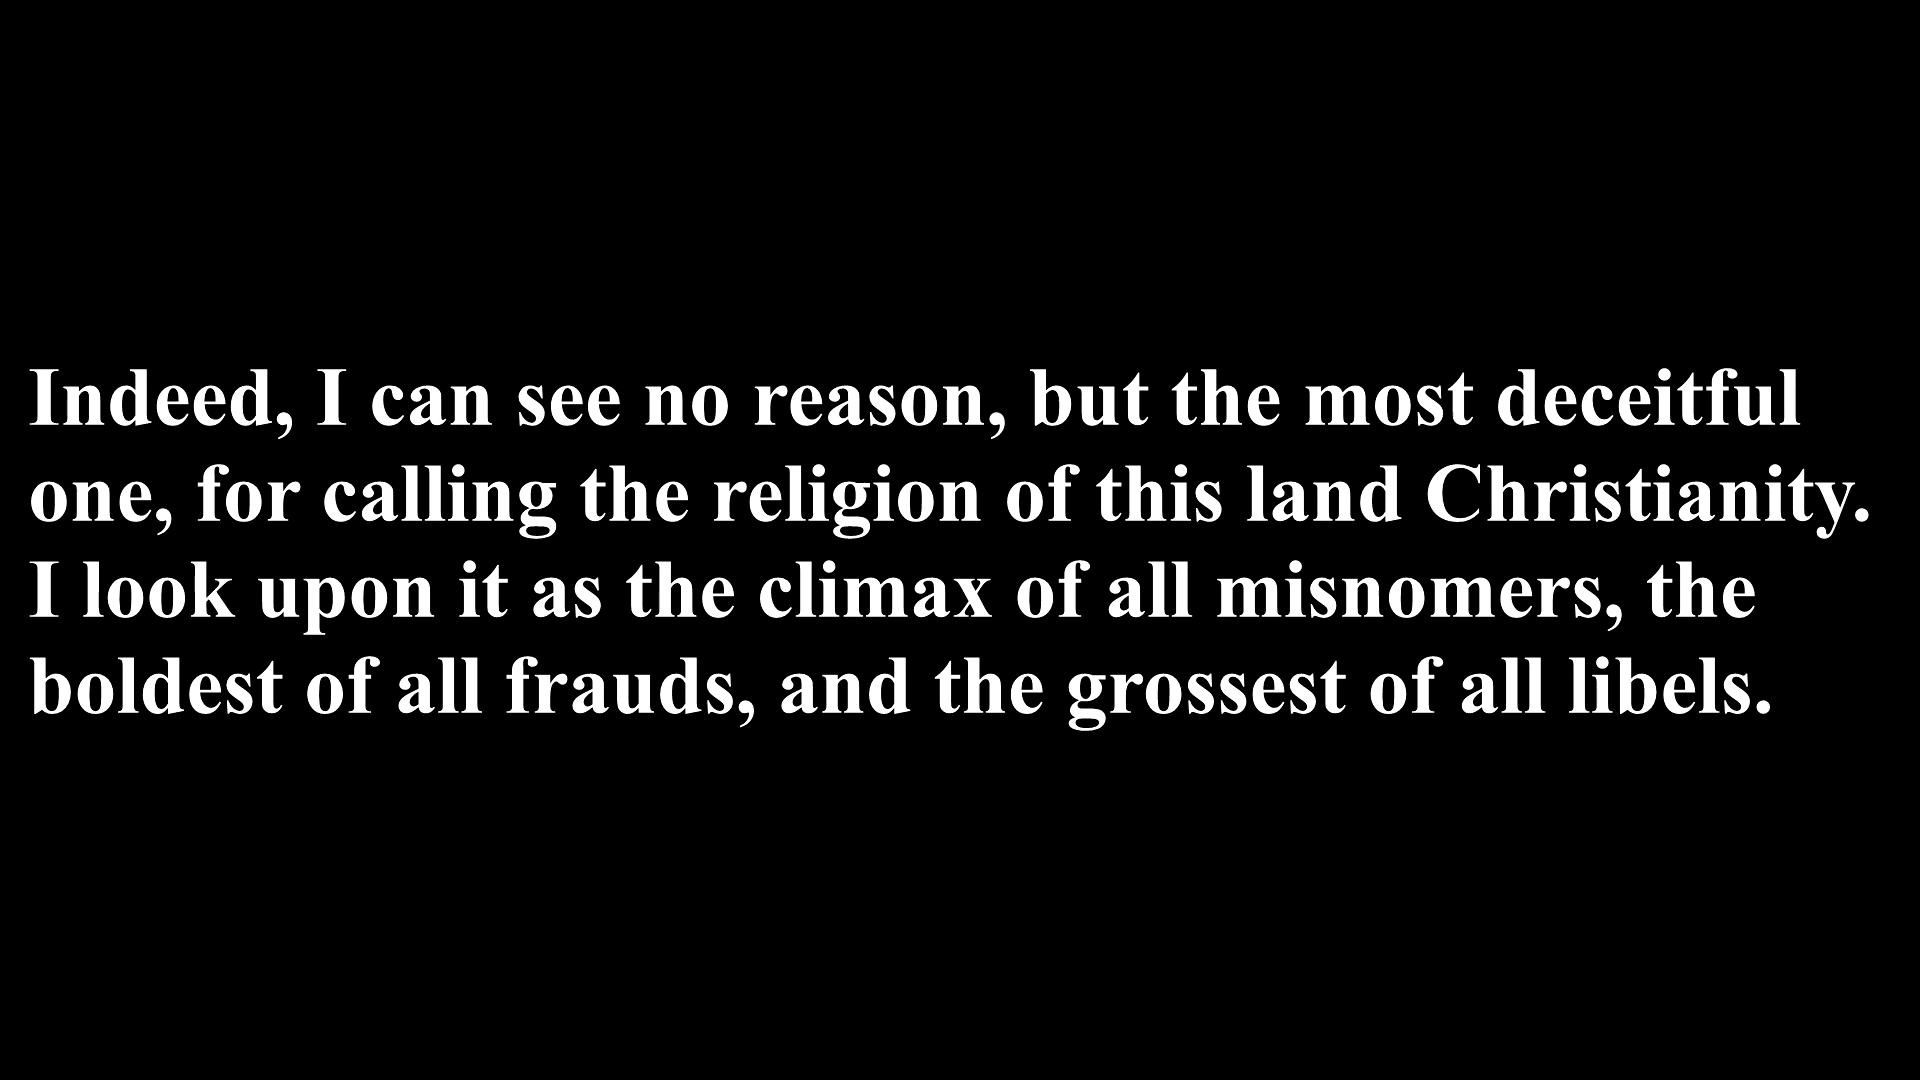 Indeed, I can see no reason, but the most deceitful
one, for calling the religion of this land Christianity.
I look upon it as the climax of all misnomers, the
boldest of all frauds, and the grossest of all libels.